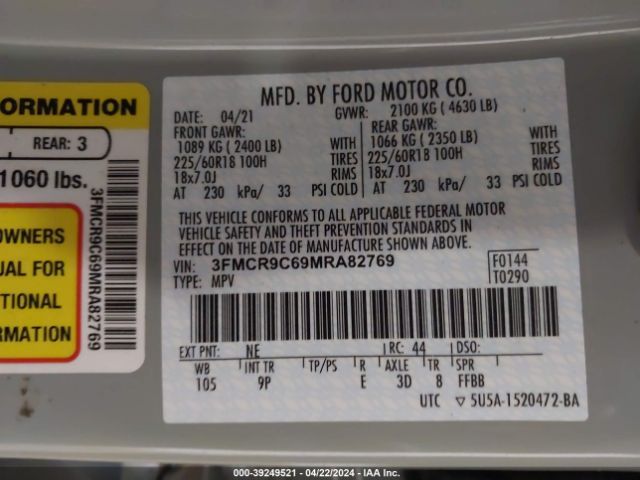 ORMATION
REAR: 3
1060 lbs.
OWNERS
UAL FOR
TIONAL
RMATION
3FMCR9C69MRA82769
MFD. BY FORD MOTOR CO.
DATE: 04/21 GVWR: 2100 KG ( 4630 LB)
FRONT GAWR: REAR GAWR:
1089 KG ( 2400 LB) WITH 1066 KG ( 2350 LB) WITH
225/60R18 100H TIRES 225/60R18 100H TIRES
18x7.0J RIMS 18x7.0J RIMS
AT 230 kPa/ 33 PSI COLD AT 230 kPa/ 33 PSI COLD
THIS VEHICLE CONFORMS TO ALL APPLICABLE FEDERAL MOTOR
VEHICLE SAFETY AND THEFT PREVENTION STANDARDS IN
EFFECT ON THE DATE OF MANUFACTURE SHOWN ABOVE.
VIN: 3FMCR9C69MRA82769 F0144
TYPE: MPV T0290
EXT PNT: NE RC: 44 DSO:
WB INT TR TP/PS R AXLE TR SPR
105 9P E 3D 8 FFBB
UTC ▽ 5U5A-1520472-BA
000-39249521 - 04/22/2024 - IAA Inc.